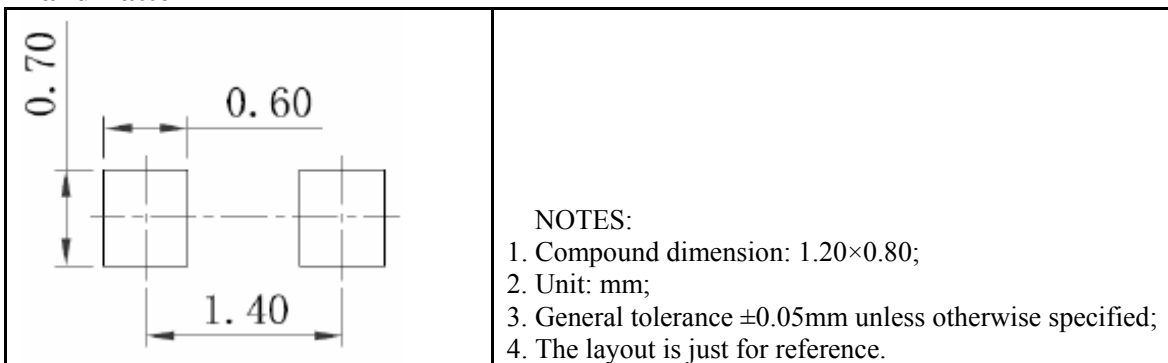 0.70
0.60
1.40
NOTES:
1. Compound dimension: 1.20×0.80;
2. Unit: mm;
3. General tolerance ±0.05mm unless otherwise specified;
4. The layout is just for reference.